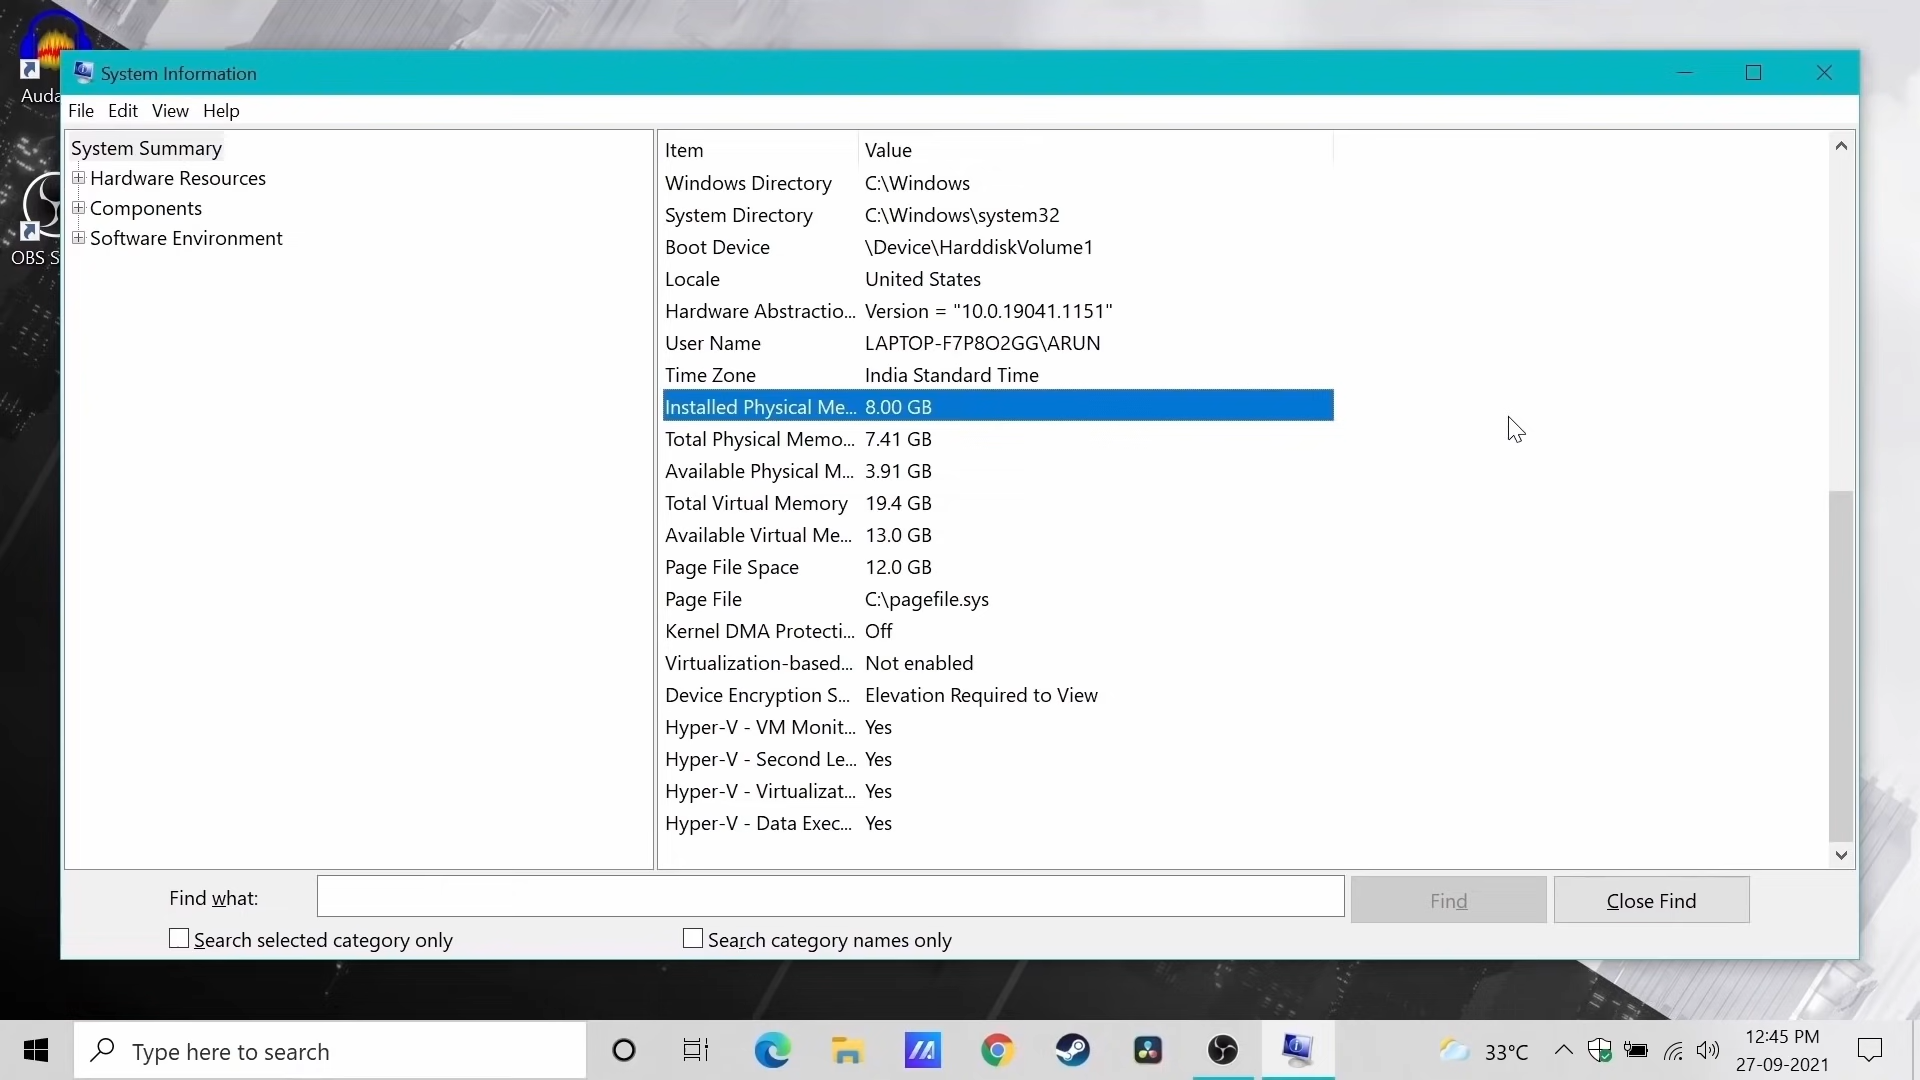 Auda
OBS S
System Information
File Edit View Help
System Summary
Hardware Resources
Components
Software Environment
Item Value
Windows Directory C:\Windows
System Directory C:\Windows\system32
Boot Device \Device\HarddiskVolume1
Locale United States
Hardware Abstractio... Version = "10.0.19041.1151"
User Name LAPTOP-F7P8O2GG\ARUN
Time Zone India Standard Time
Installed Physical Me... 8.00 GB
Total Physical Memo... 7.41 GB
Available Physical M... 3.91 GB
Total Virtual Memory 19.4 GB
Available Virtual Me... 13.0 GB
Page File Space 12.0 GB
Page File C:\pagefile.sys
Kernel DMA Protecti... Off
Virtualization-based... Not enabled
Device Encryption S... Elevation Required to View
Hyper-V - VM Monit... Yes
Hyper-V - Second Le... Yes
Hyper-V - Virtualizat... Yes
Hyper-V - Data Exec... Yes
Find what:
Find
Close Find
Search selected category only
Search category names only
Type here to search
33°C
12:45 PM
27-09-2021